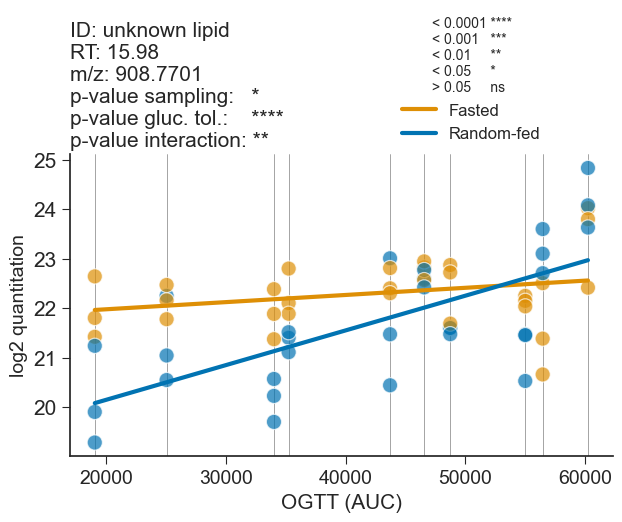 ID: unknown lipid
RT: 15.98
m/z: 908.7701
p-value sampling: *
p-value gluc. tol.: ****
p-value interaction: **
< 0.0001 ****
< 0.001 ***
< 0.01 **
< 0.05 *
> 0.05 ns
Fasted
Random-fed
log2 quantitation
25
24
23
22
21
20
20000 30000 40000 50000 60000
OGTT (AUC)